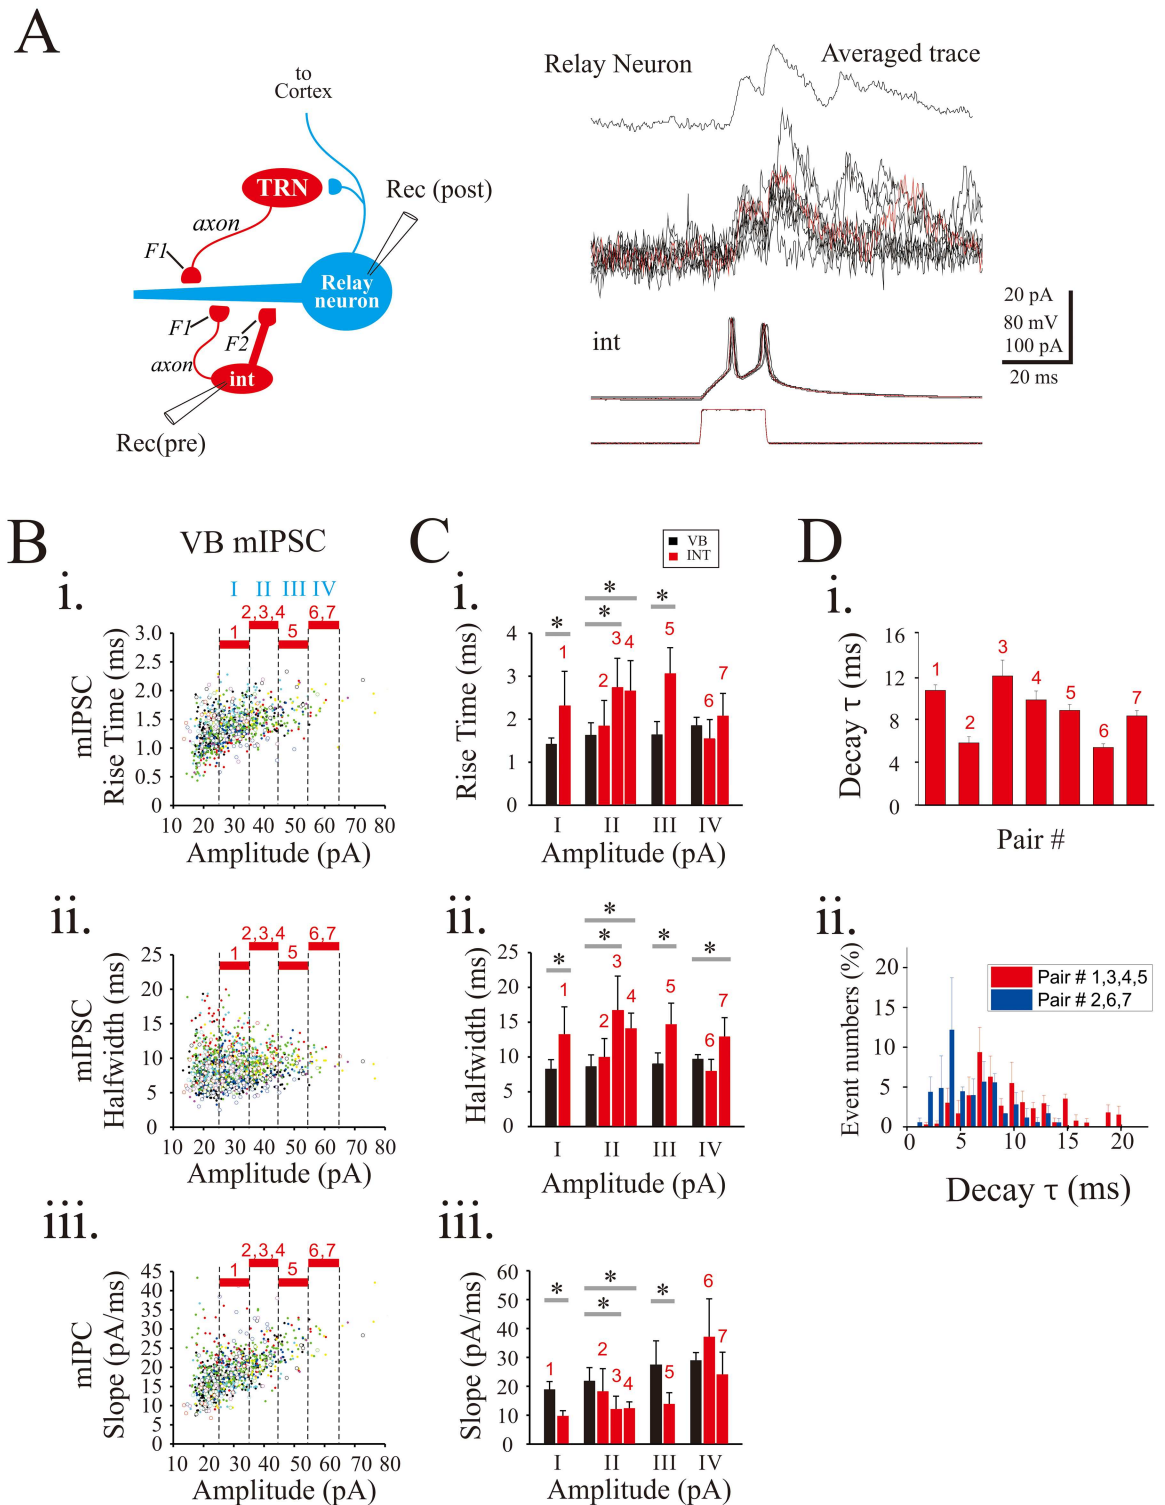 A
to
Cortex
TRN
axon
F1
Rec (post)
Relay
neuron
F1
F2
axon
int
Rec(pre)
Relay Neuron
Averaged trace
int
20 pA
80 mV
100 pA
20 ms
B
VB mIPSC
i.
I II III IV
2,3,4 6,7
1 5
mIPSC
Rise Time (ms)
3.0
2.5
2.0
1.5
1.0
0.5
0
10 20 30 40 50 60 70 80
Amplitude (pA)
ii.
2,3,4 6,7
1 5
mIPSC
Halfwidth (ms)
25
20
15
10
5
0
10 20 30 40 50 60 70 80
Amplitude (pA)
iii.
2,3,4 6,7
1 5
mIPC
Slope (pA/ms)
45
40
35
30
25
20
15
10
5
0
10 20 30 40 50 60 70 80
Amplitude (pA)
C
VB
INT
i.
* * * *
1 2 3 4 5 6 7
Rise Time (ms)
4
3
2
1
0
I II III IV
Amplitude (pA)
ii.
* * * * *
1 2 3 4 5 6 7
Halfwidth (ms)
25
20
15
10
5
0
I II III IV
Amplitude (pA)
iii.
* * * *
1 2 3 4 5 6 7
Slope (pA/ms)
60
50
40
30
20
10
0
I II III IV
Amplitude (pA)
D
i.
Decay τ (ms)
16
12
8
4
0
1 2 3 4 5 6 7
Pair #
ii.
Event numbers (%)
20
15
10
5
0
Pair # 1,3,4,5
Pair # 2,6,7
0 5 10 15 20
Decay τ (ms)